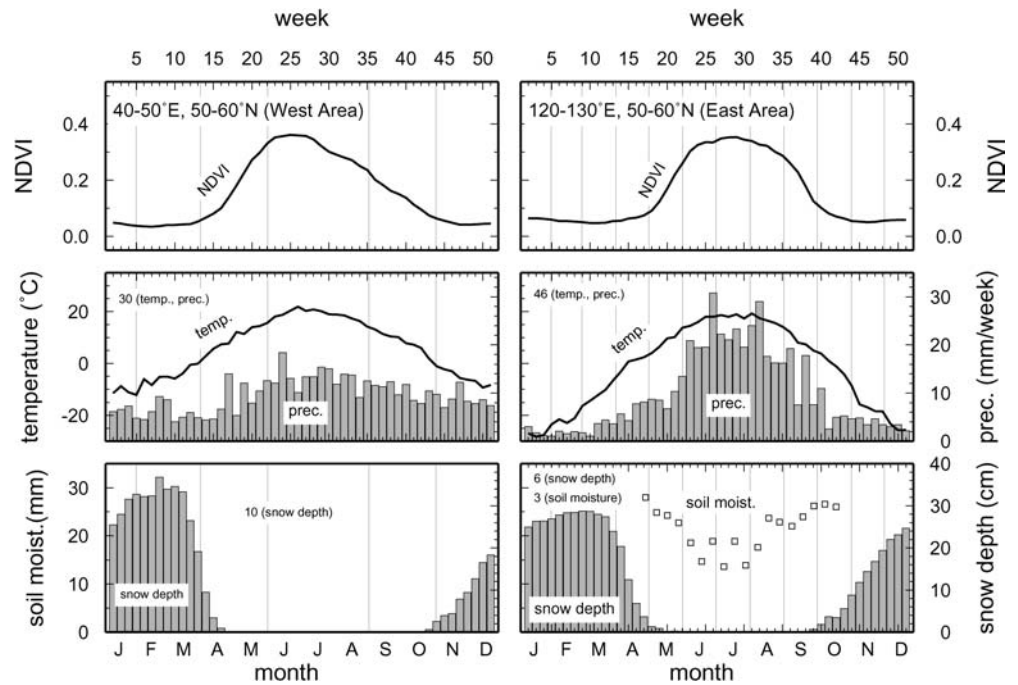 week week
5 10 15 20 25 30 35 40 45 50 5 10 15 20 25 30 35 40 45 50
40-50˚E, 50-60˚N (West Area) 120-130˚E, 50-60˚N (East Area)
NDVI 0.4 0.2 0.0 NDVI
NDVI 0.4 0.2 0.0 NDVI
30 (temp., prec.) 46 (temp., prec.)
temperature (˚C) 20 0 -20 temp. prec.
temp. prec. 30 20 10 0 prec. (mm/week)
soil moist.(mm) 30 20 10 0 10 (snow depth) snow depth
6 (snow depth)
3 (soil moisture) soil moist.
snow depth 40 30 20 10 0 snow depth (cm)
J F M A M J J A S O N D J F M A M J J A S O N D
month month